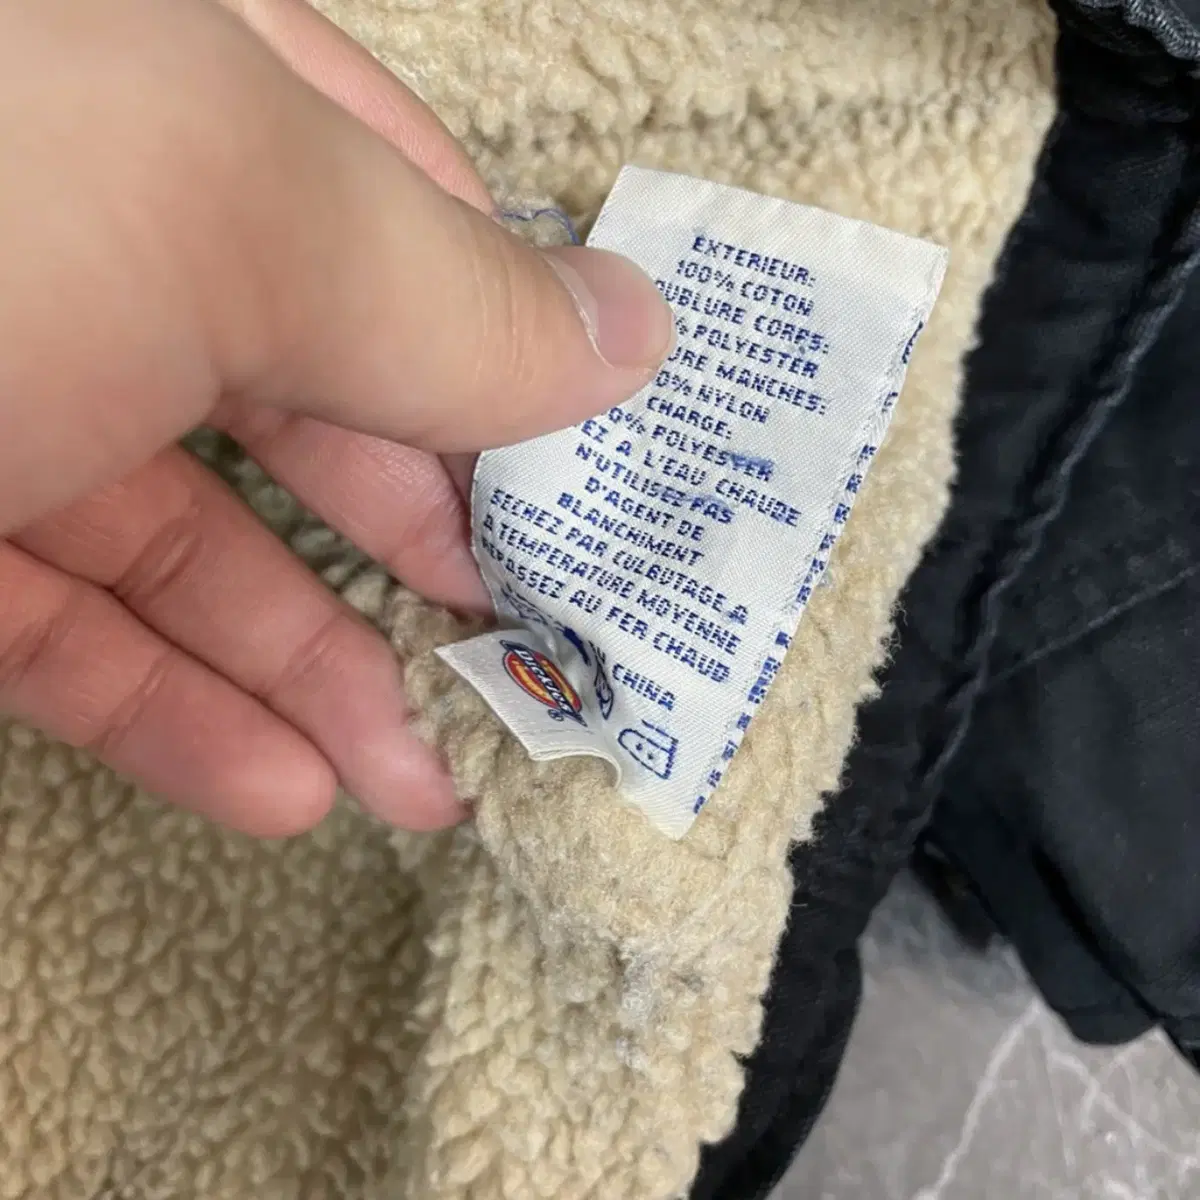 EXTERIEUR:
100% COTON
OUBLURE CORPS:
% POLYESTER
URE MANCHES:
0% NYLON
CHARGE:
0% POLYESTER
EZ A L'EAU CHAUDE
N'UTILISEZ PAS
D'AGENT DE
BLANCHIMENT
SECHEZ PAR CULBUTAGE A
A TEMPERATURE MOYENNE
REPASSEZ AU FER CHAUD
CHINA
DICKIES
®